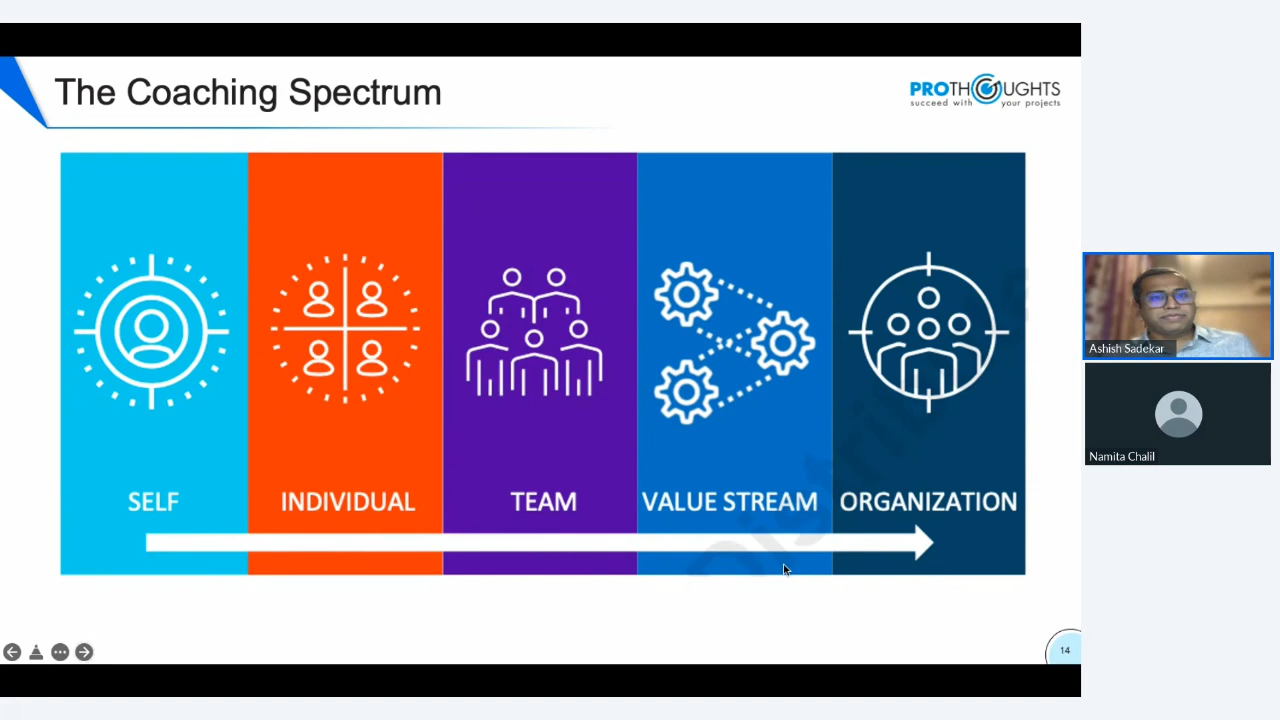 The Coaching Spectrum
PROTHOUGHTS
succeed with your projects
SELF
INDIVIDUAL
TEAM
VALUE STREAM
ORGANIZATION
14
Ashish Sadekar
Namita Chalil